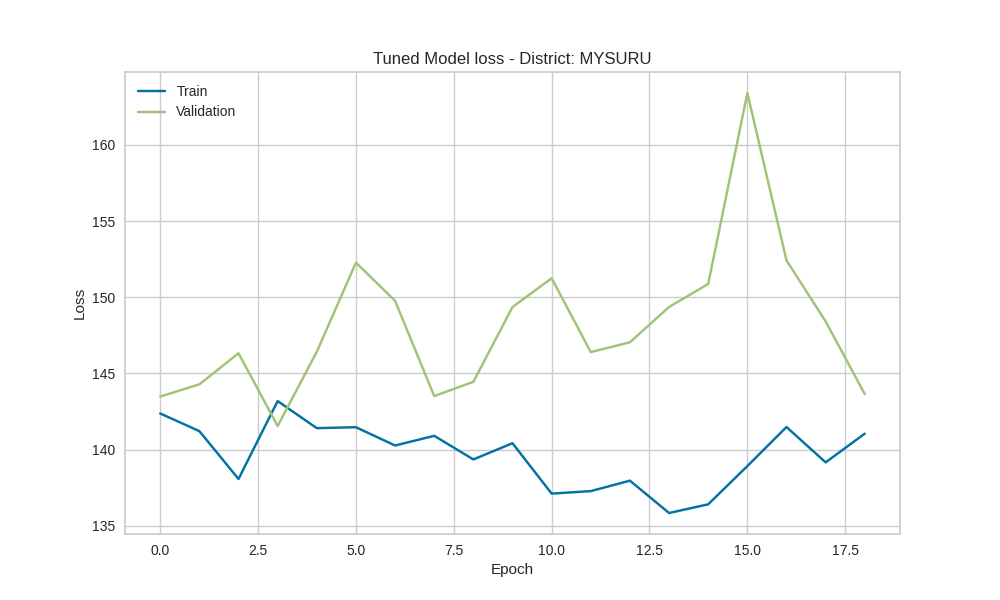 Tuned Model loss - District: MYSURU
Train
Validation
Loss
160
155
150
145
140
135
0.0 2.5 5.0 7.5 10.0 12.5 15.0 17.5
Epoch